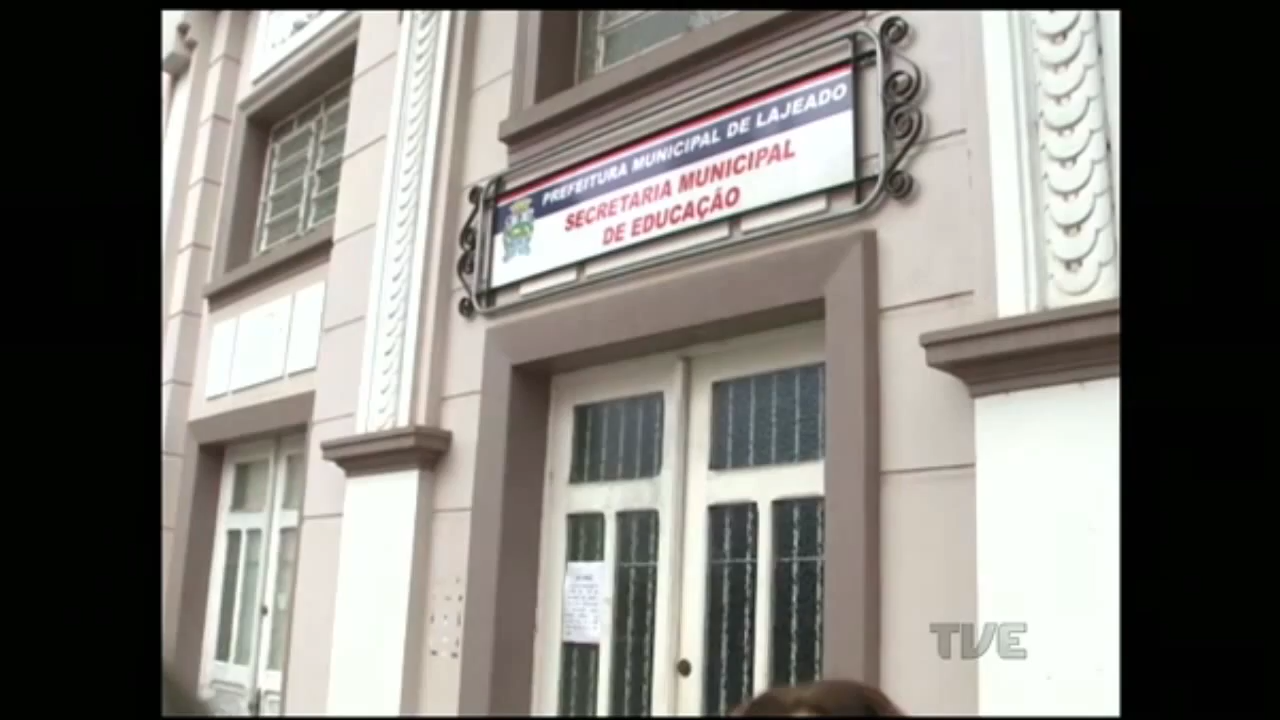 PREFEITURA MUNICIPAL DE LAJEADO
SECRETARIA MUNICIPAL
DE EDUCAÇÃO
TVE